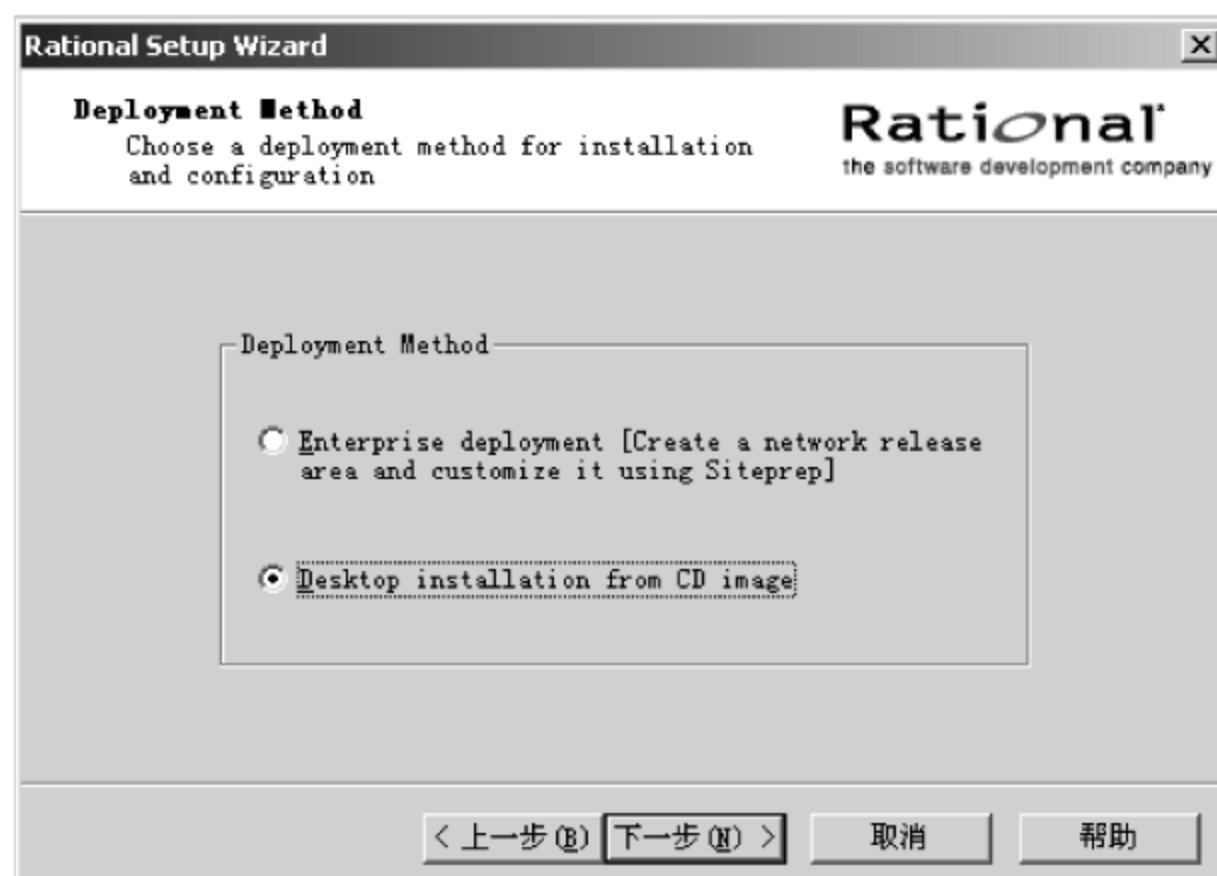 Rational Setup Wizard
Deployment Method
Choose a deployment method for installation
and configuration
Rational
the software development company
Deployment Method
Enterprise deployment [Create a network release
area and customize it using Siteprep]
Desktop installation from CD image
< 上一步(B) 下一步(N) > 取消 帮助